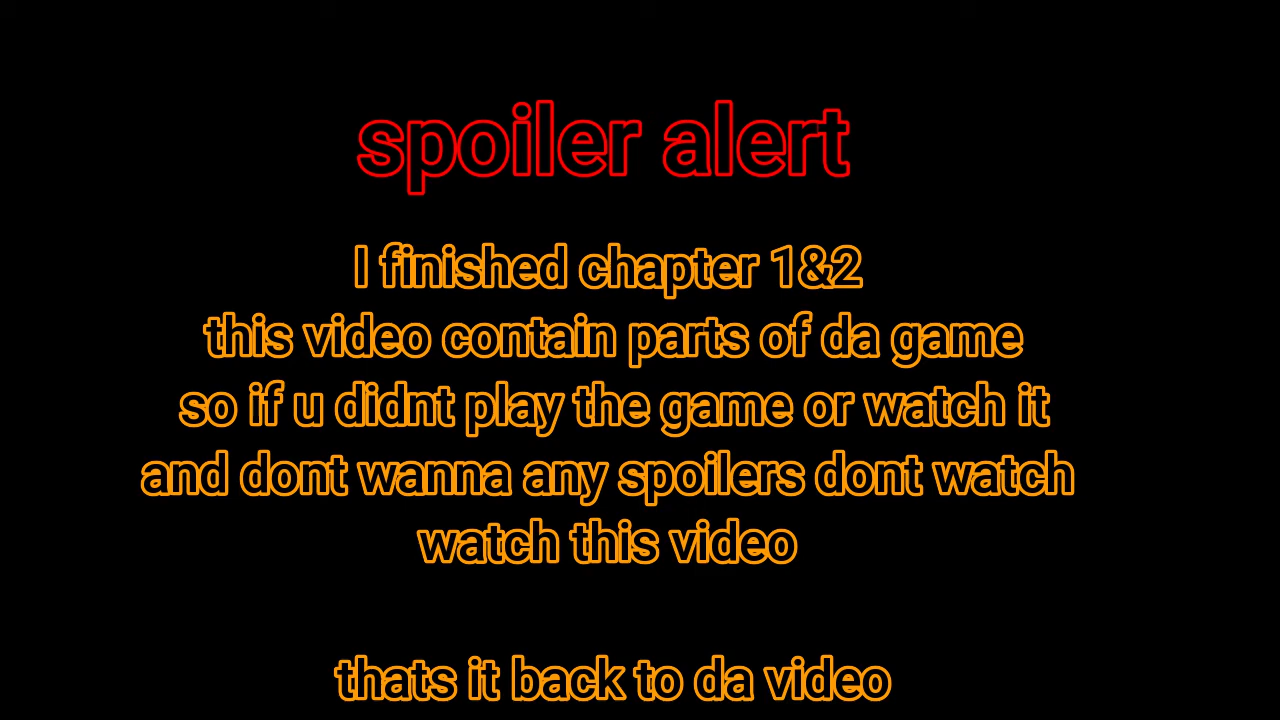 spoiler alert
I finished chapter 1&2
this video contain parts of da game
so if u didnt play the game or watch it
and dont wanna any spoilers dont watch
watch this video
thats it back to da video